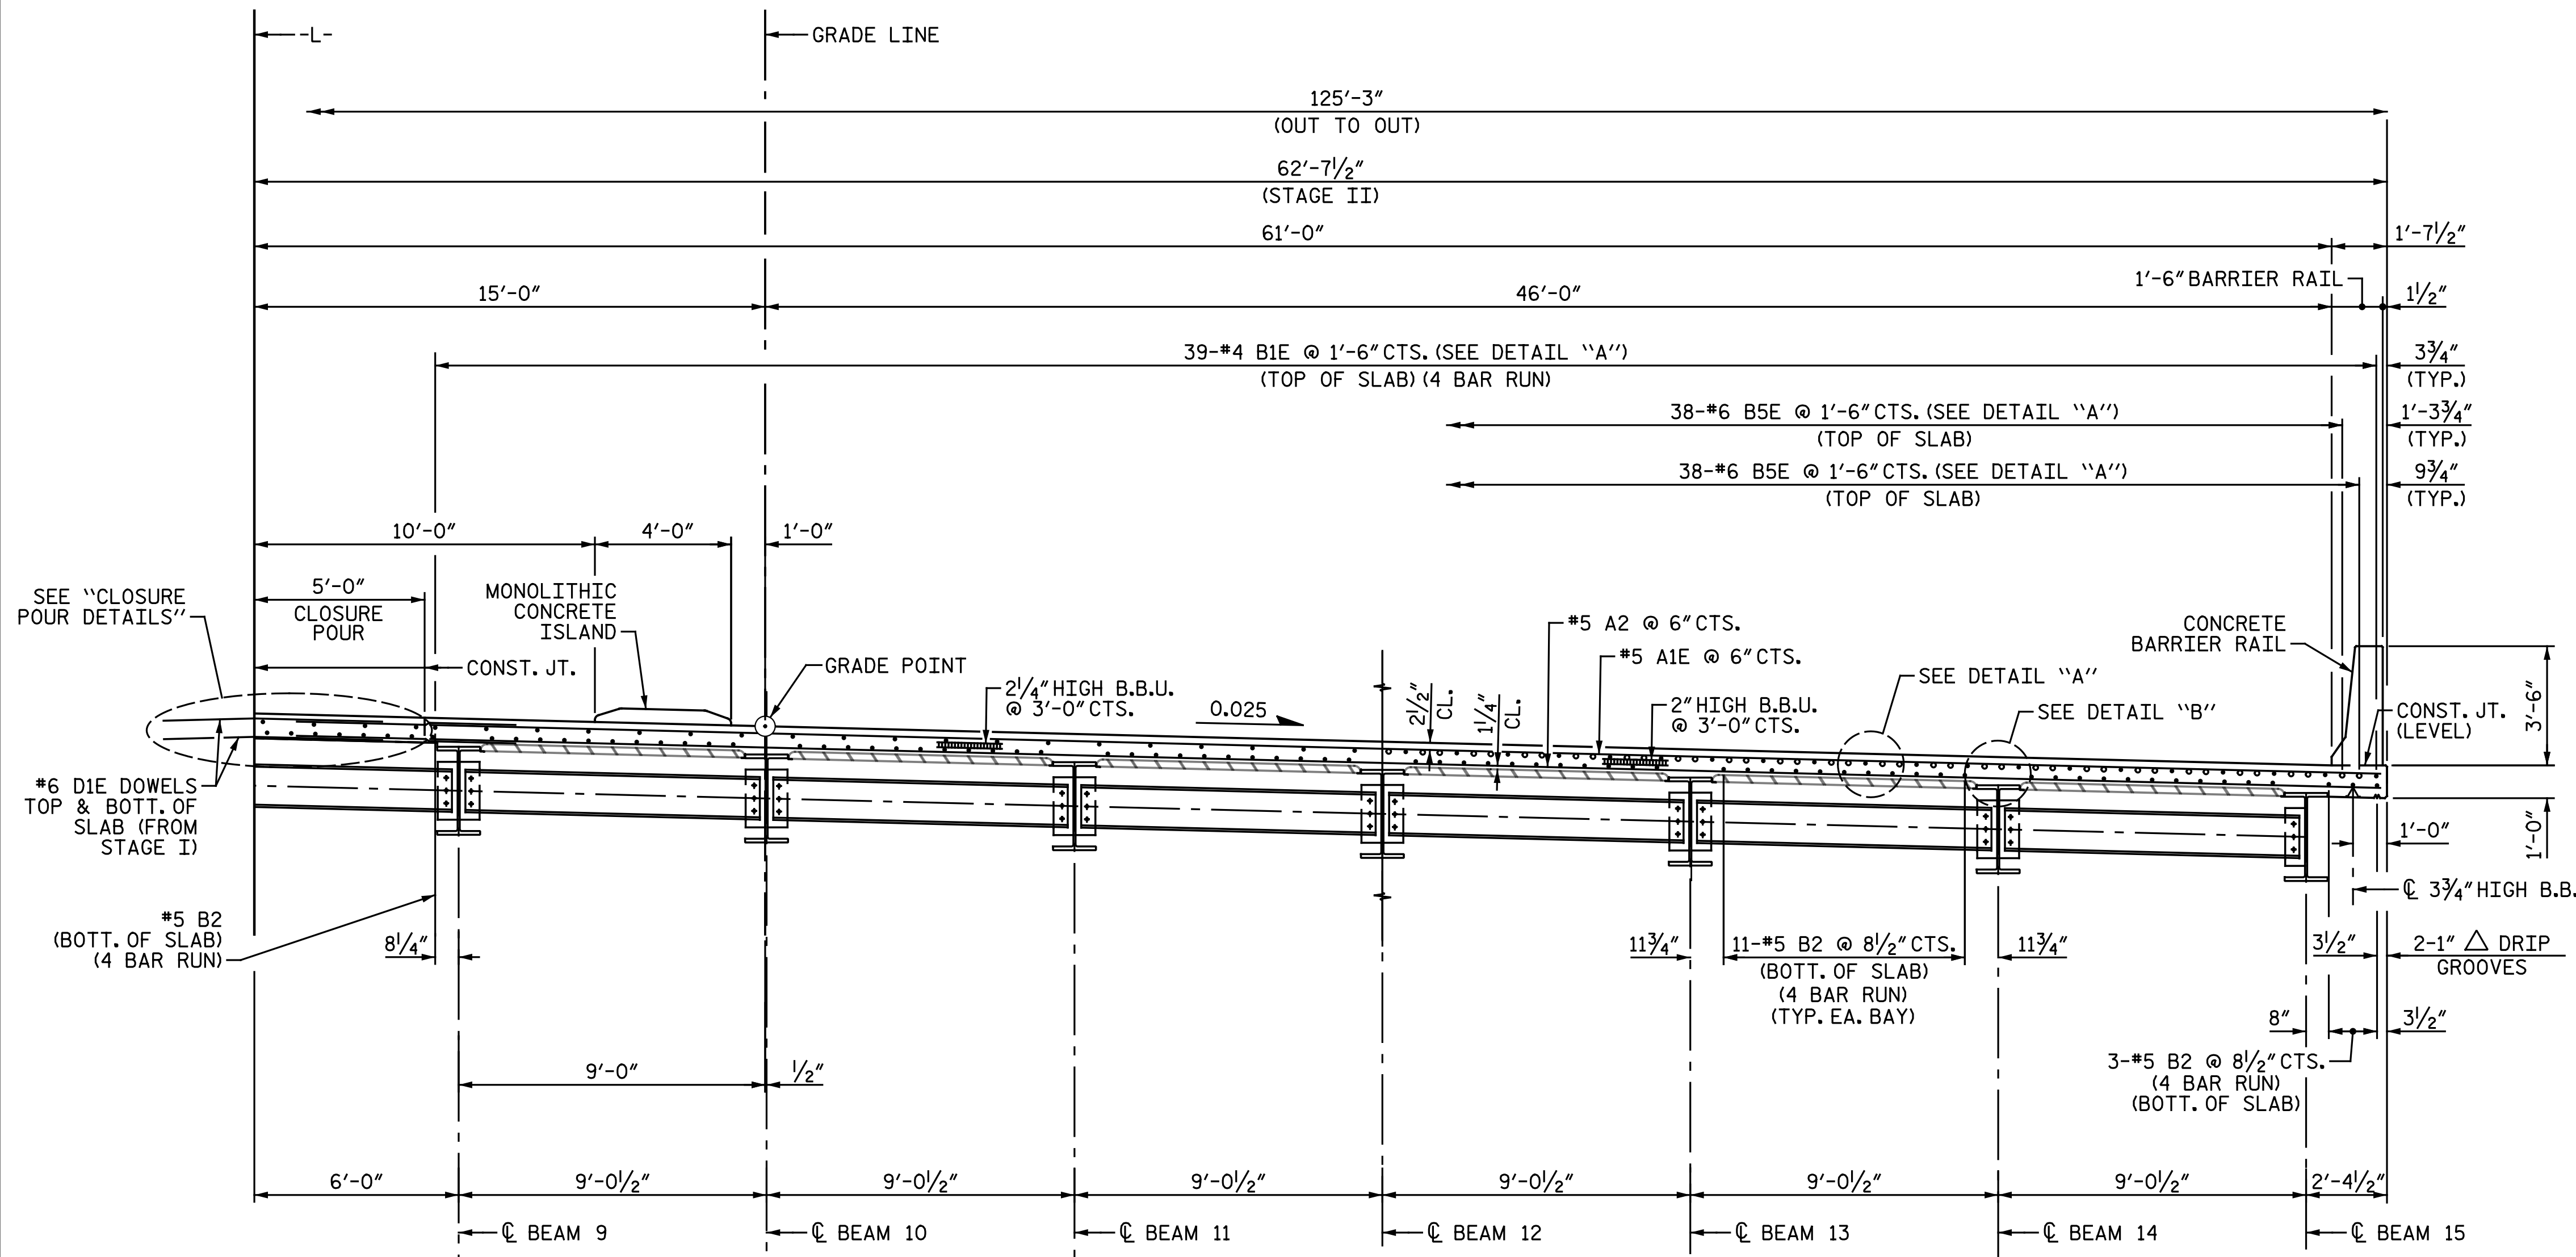 -L-
GRADE LINE
125'-3"
(OUT TO OUT)
62'-7½"
(STAGE II)
61'-0"
1'-7½"
1'-6" BARRIER RAIL
15'-0"
46'-0"
1½"
39-#4 B1E @ 1'-6" CTS. (SEE DETAIL "A")
(TOP OF SLAB) (4 BAR RUN)
3¾"
(TYP.)
38-#6 B5E @ 1'-6" CTS. (SEE DETAIL "A")
(TOP OF SLAB)
1'-3¾"
(TYP.)
38-#6 B5E @ 1'-6" CTS. (SEE DETAIL "A")
(TOP OF SLAB)
9¾"
(TYP.)
10'-0"
4'-0"
1'-0"
SEE "CLOSURE
POUR DETAILS"
5'-0"
CLOSURE
POUR
MONOLITHIC
CONCRETE
ISLAND
CONST. JT.
GRADE POINT
2¼" HIGH B.B.U.
@ 3'-0" CTS.
0.025
#5 A2 @ 6" CTS.
#5 A1E @ 6" CTS.
2½"
CL.
1¼"
CL.
2" HIGH B.B.U.
@ 3'-0" CTS.
SEE DETAIL "A"
SEE DETAIL "B"
CONCRETE
BARRIER RAIL
CONST. JT.
(LEVEL)
3'-6"
1'-0"
#6 D1E DOWELS
TOP & BOTT. OF
SLAB (FROM
STAGE I)
1'-0"
℄ 3¾" HIGH B.B.
#5 B2
(BOTT. OF SLAB)
(4 BAR RUN)
8¼"
11¾"
11-#5 B2 @ 8½" CTS.
(BOTT. OF SLAB)
(4 BAR RUN)
(TYP. EA. BAY)
11¾"
3½"
2-1" △ DRIP
GROOVES
8"
3½"
3-#5 B2 @ 8½" CTS.
(4 BAR RUN)
(BOTT. OF SLAB)
9'-0"
½"
6'-0"
9'-0½"
9'-0½"
9'-0½"
9'-0½"
9'-0½"
9'-0½"
2'-4½"
℄ BEAM 9
℄ BEAM 10
℄ BEAM 11
℄ BEAM 12
℄ BEAM 13
℄ BEAM 14
℄ BEAM 15